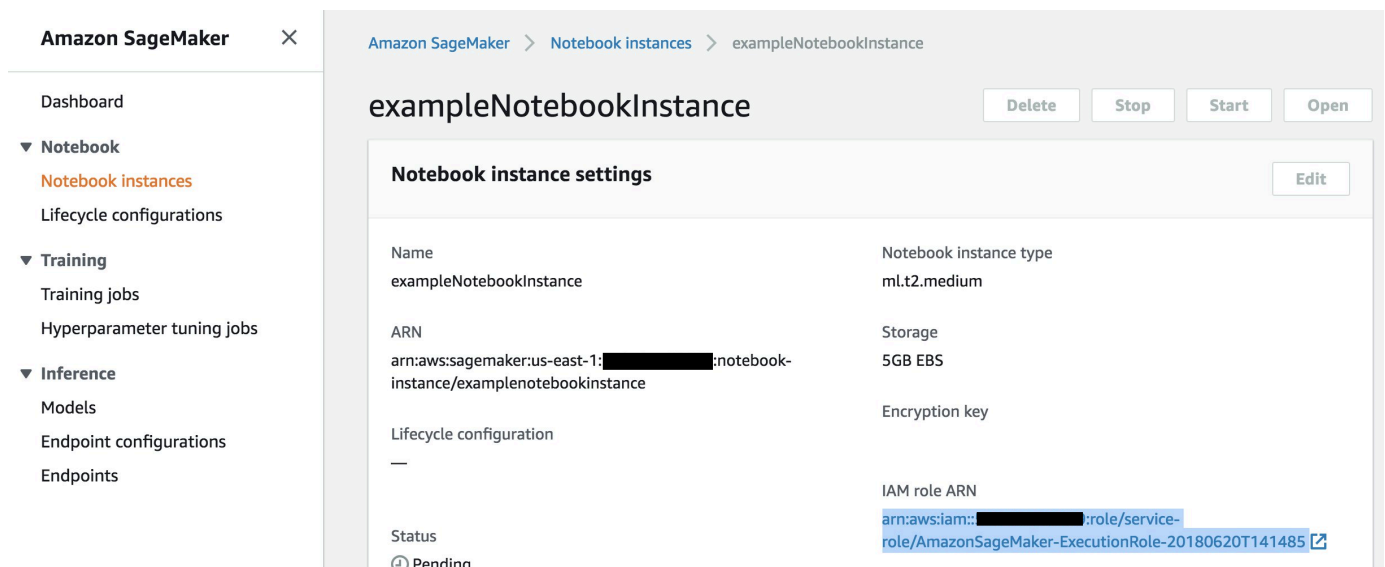 Amazon SageMaker
Dashboard
Notebook
Notebook instances
Lifecycle configurations
Training
Training jobs
Hyperparameter tuning jobs
Inference
Models
Endpoint configurations
Endpoints
Amazon SageMaker > Notebook instances > exampleNotebookInstance
exampleNotebookInstance
Delete
Stop
Start
Open
Notebook instance settings
Edit
Name
exampleNotebookInstance
ARN
arn:aws:sagemaker:us-east-1: :notebook-
instance/examplenotebookinstance
Lifecycle configuration
—
Status
Pending
Notebook instance type
ml.t2.medium
Storage
5GB EBS
Encryption key
IAM role ARN
arn:aws:iam:: :role/service-
role/AmazonSageMaker-ExecutionRole-20180620T141485